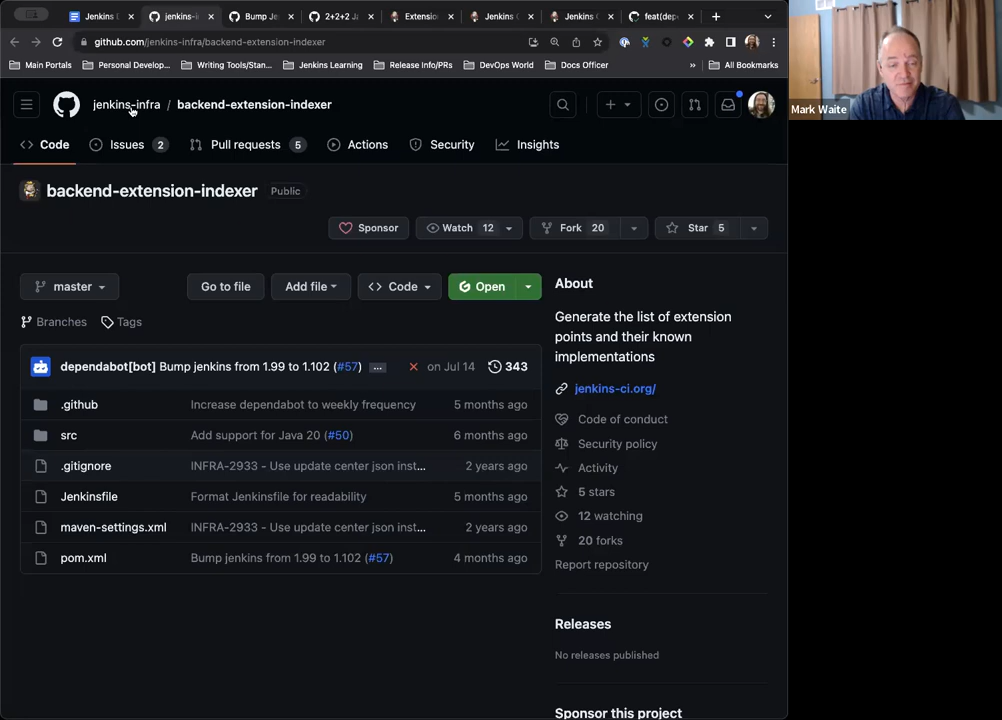 Jenkins jenkins-i Bump Je 2+2+2 J Extension Jenkins Jenkins feat(dep
github.com/jenkins-infra/backend-extension-indexer
Main Portals Personal Develop... Writing Tools/Stan... Jenkins Learning Release Info/PRs DevOps World Docs Officer » All Bookmarks
jenkins-infra / backend-extension-indexer
Mark Waite
Code Issues 2 Pull requests 5 Actions Security Insights
backend-extension-indexer Public
Sponsor Watch 12 Fork 20 Star 5
master Go to file Add file Code Open
Branches Tags
dependabot[bot] Bump jenkins from 1.99 to 1.102 (#57) ... on Jul 14 343
.github Increase dependabot to weekly frequency 5 months ago
src Add support for Java 20 (#50) 6 months ago
.gitignore INFRA-2933 - Use update center json inst... 2 years ago
Jenkinsfile Format Jenkinsfile for readability 5 months ago
maven-settings.xml INFRA-2933 - Use update center json inst... 2 years ago
pom.xml Bump jenkins from 1.99 to 1.102 (#57) 4 months ago
About
Generate the list of extension
points and their known
implementations
jenkins-ci.org/
Code of conduct
Security policy
Activity
5 stars
12 watching
20 forks
Report repository
Releases
No releases published
Sponsor this project